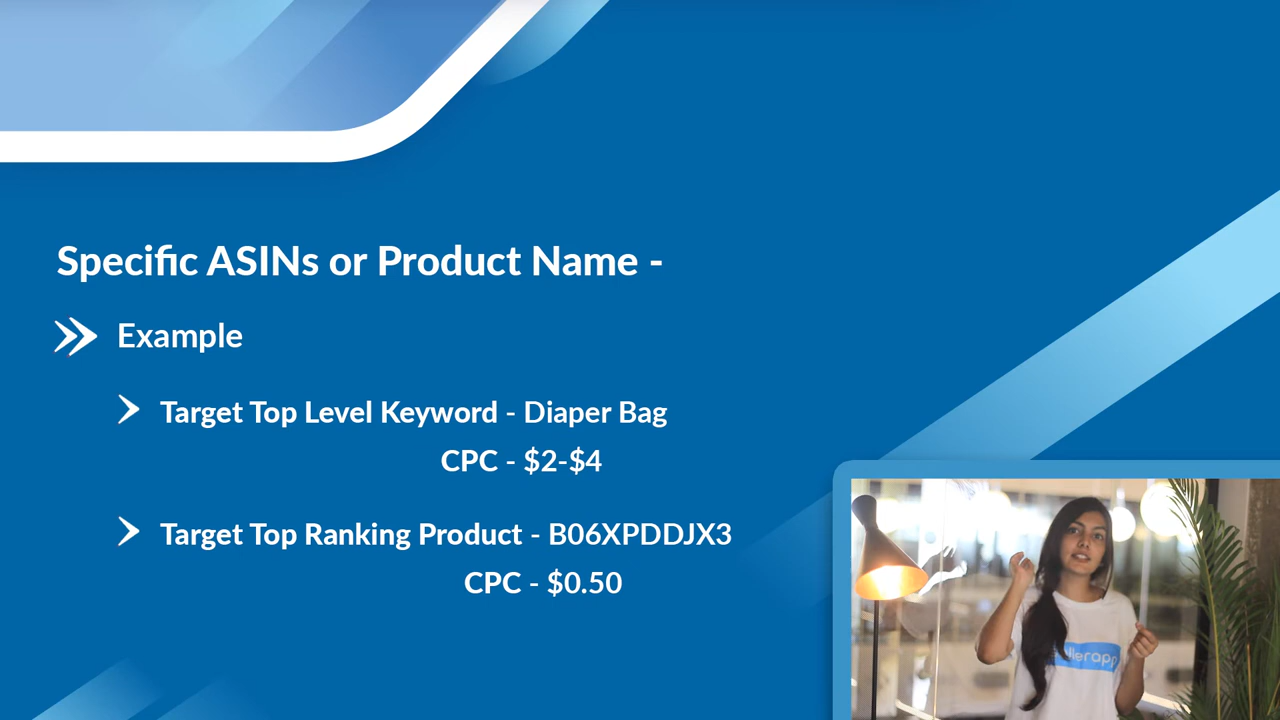 Specific ASINs or Product Name -
Example
Target Top Level Keyword - Diaper Bag
CPC - $2-$4
Target Top Ranking Product - B06XPDDJX3
CPC - $0.50